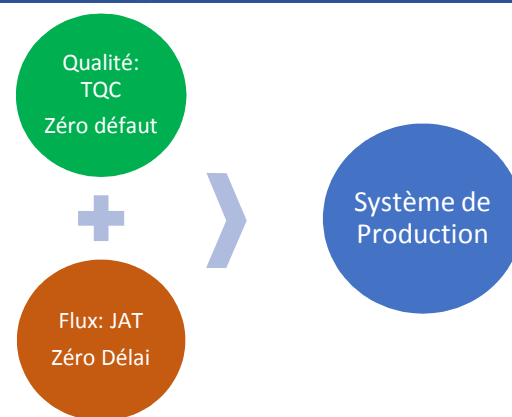 Qualité:
TQC
Zéro défaut
Flux: JAT
Zéro Délai
Système de
Production